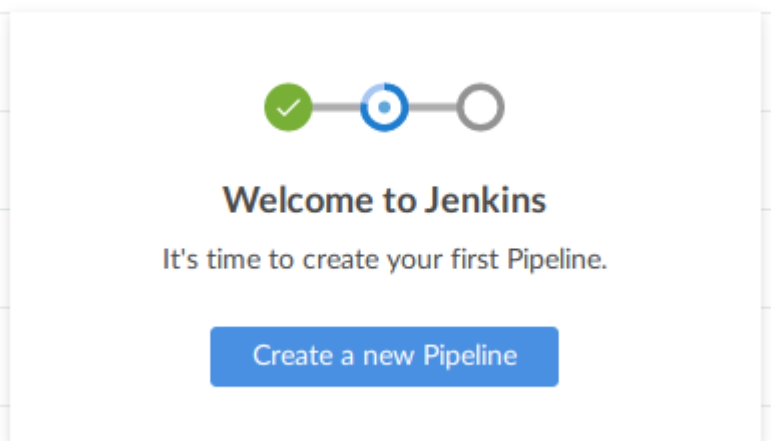 Welcome to Jenkins
It's time to create your first Pipeline.
Create a new Pipeline